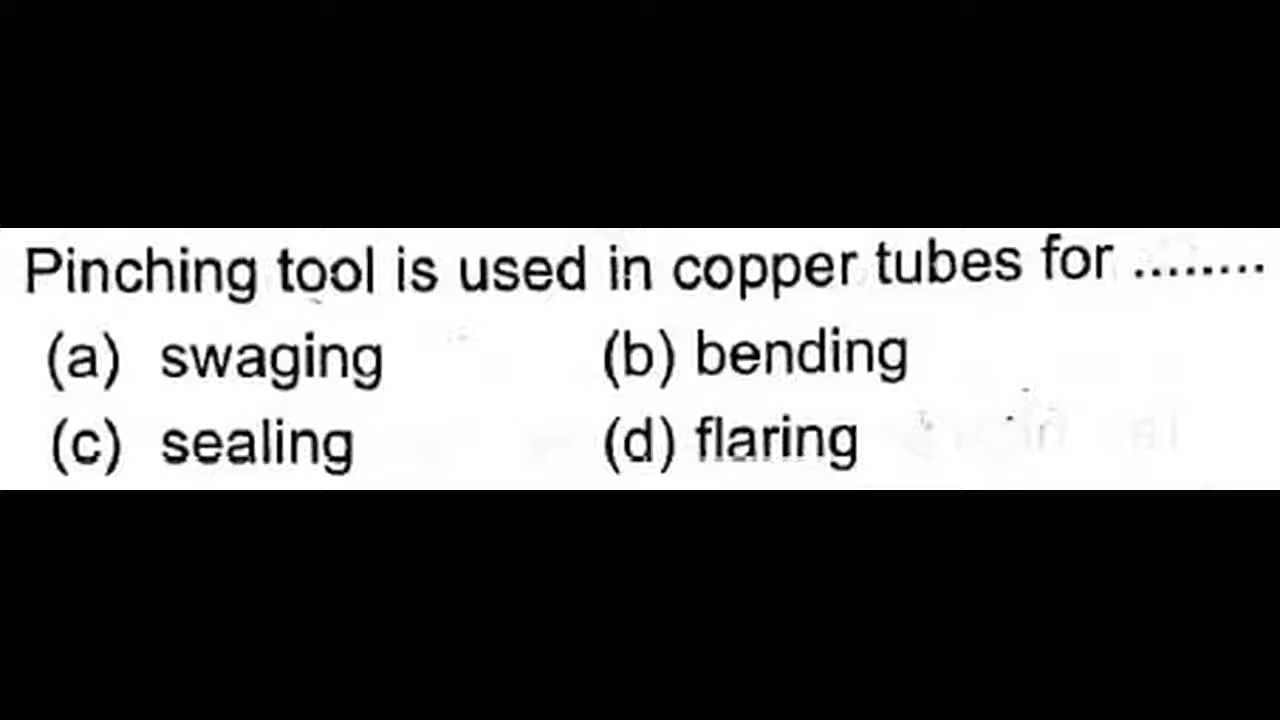 Pinching tool is used in copper tubes for ........
(a) swaging (b) bending
(c) sealing (d) flaring